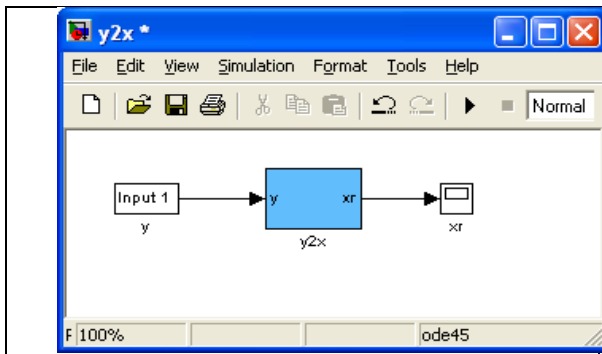 y2x *
File Edit View Simulation Format Tools Help
Normal
Input 1
y
y xr
y2x
xr
F 100% ode45